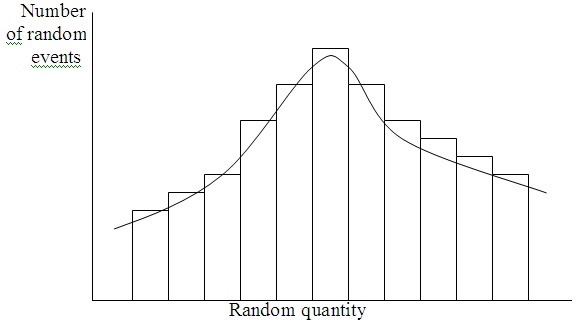 Number
of random
events
Random quantity